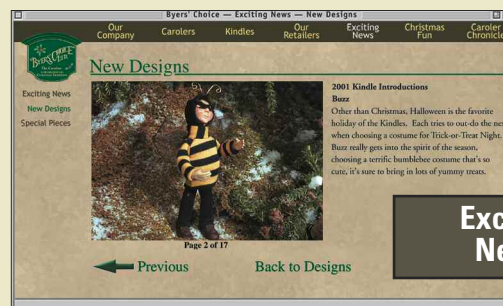 Byers' Choice — Exciting News — New Designs
Our Company
Carolers
Kindles
Our Retailers
Exciting News
Christmas Fun
Caroler Chronicle
BYERS' CHOICE LTD.
New Designs
Exciting News
New Designs
Special Pieces
2001 Kindle Introductions
Buzz
Other than Christmas, Halloween is the favorite
holiday of the Kindles. Each tries to out-do the
when choosing a costume for Trick-or-Treat Night.
Buzz really gets into the spirit of the season,
choosing a terrific bumblebee costume that's so
cute, it's sure to bring in lots of yummy treats.
Page 2 of 17
Previous
Back to Designs